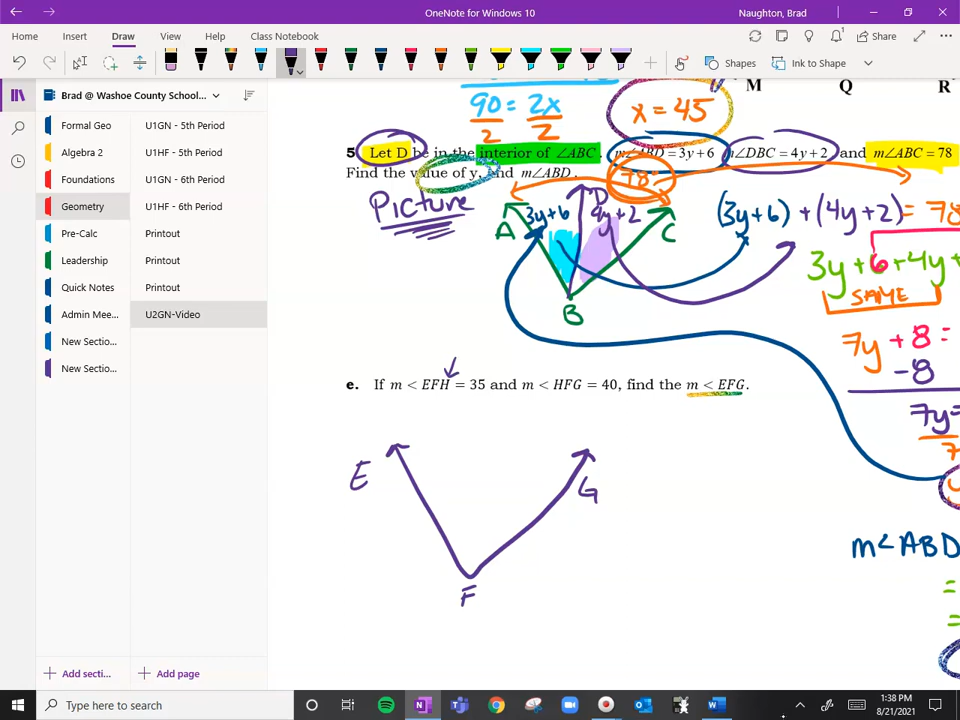 OneNote for Windows 10
Naughton, Brad
Home Insert Draw View Help Class Notebook
Share
Shapes
Ink to Shape
Brad @ Washoe County School...
Formal Geo
Algebra 2
Foundations
Geometry
Pre-Calc
Leadership
Quick Notes
Admin Mee...
New Sectio...
New Sectio...
U1GN - 5th Period
U1HF - 5th Period
U1GN - 6th Period
U1HF - 6th Period
Printout
Printout
Printout
U2GN-Video
Add secti...
Add page
M Q R
90 = 2x
2 2
x = 45
5 Let D be in the interior of ∠ABC. m∠ABD = 3y + 6, m∠DBC = 4y + 2, and m∠ABC = 78
Find the value of y, and m∠ABD.
78
Picture
A 3y+6 D 4y+2 C
B
(3y+6) + (4y+2) = 78
3y+6+4y+
SAME
7y +8 =
-8
7y=
7
e. If m < EFH = 35 and m < HFG = 40, find the m < EFG.
E G
F
m<ABD
=
=
Type here to search
1:38 PM
8/21/2021